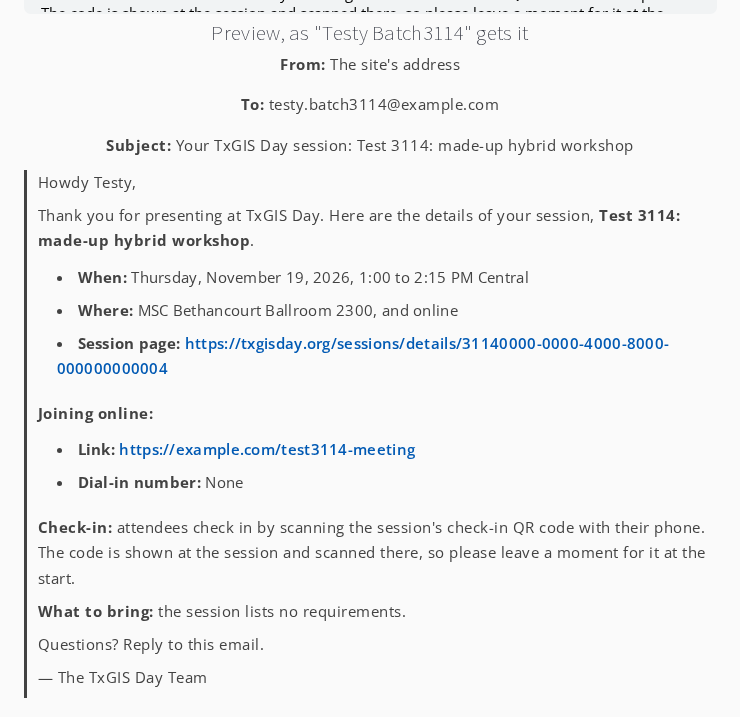 Preview, as "Testy Batch3114" gets it
From: The site's address
To: testy.batch3114@example.com
Subject: Your TxGIS Day session: Test 3114: made-up hybrid workshop
Howdy Testy,
Thank you for presenting at TxGIS Day. Here are the details of your session, Test 3114:
made-up hybrid workshop.
• When: Thursday, November 19, 2026, 1:00 to 2:15 PM Central
• Where: MSC Bethancourt Ballroom 2300, and online
• Session page: https://txgisday.org/sessions/details/31140000-0000-4000-8000-
000000000004
Joining online:
• Link: https://example.com/test3114-meeting
• Dial-in number: None
Check-in: attendees check in by scanning the session's check-in QR code with their phone.
The code is shown at the session and scanned there, so please leave a moment for it at the
start.
What to bring: the session lists no requirements.
Questions? Reply to this email.
— The TxGIS Day Team